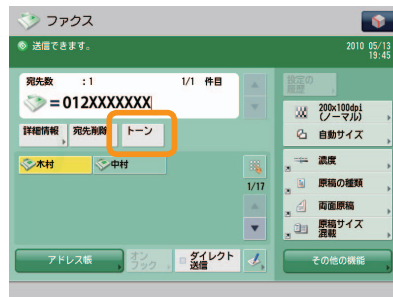 ファクス
送信できます。
2010 05/13
19:45
宛先数 :1 1/1 件目
=012XXXXXXX
詳細情報 宛先削除 トーン
木村 中村
1/17
アドレス帳 オンフック ダイレクト送信
設定の履歴
200x100dpi
(ノーマル)
自動サイズ
濃度
原稿の種類
両面原稿
原稿サイズ
混載
その他の機能